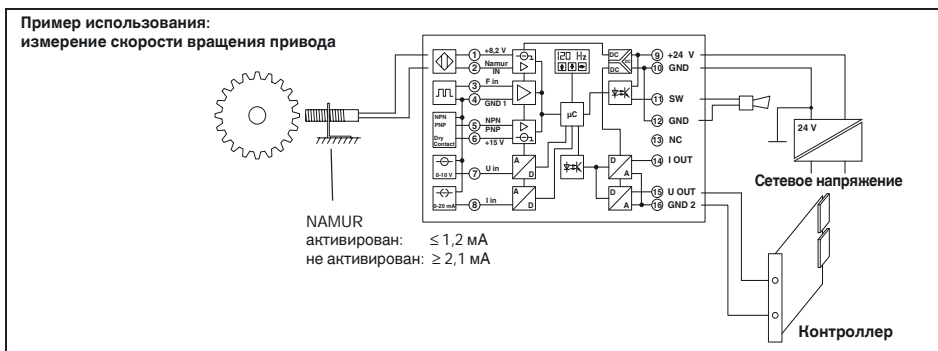 Пример использования:
измерение скорости вращения привода
1 +8,2 V
2 Namur
IN
3 F in
4 GND 1
NPN
PNP
Dry
Contact
5 NPN
PNP
6 +15 V
0-10 V
7 U in
0-20 mA
8 I in
A
D
A
D
120 Hz
µC
DC
DC
DC
D
A
D
A
9 +24 V
10 GND
11 SW
12 GND
13 NC
14 I OUT
15 U OUT
16 GND 2
24 V
Сетевое напряжение
NAMUR
активирован: ≤ 1,2 мА
не активирован: ≥ 2,1 мА
Контроллер